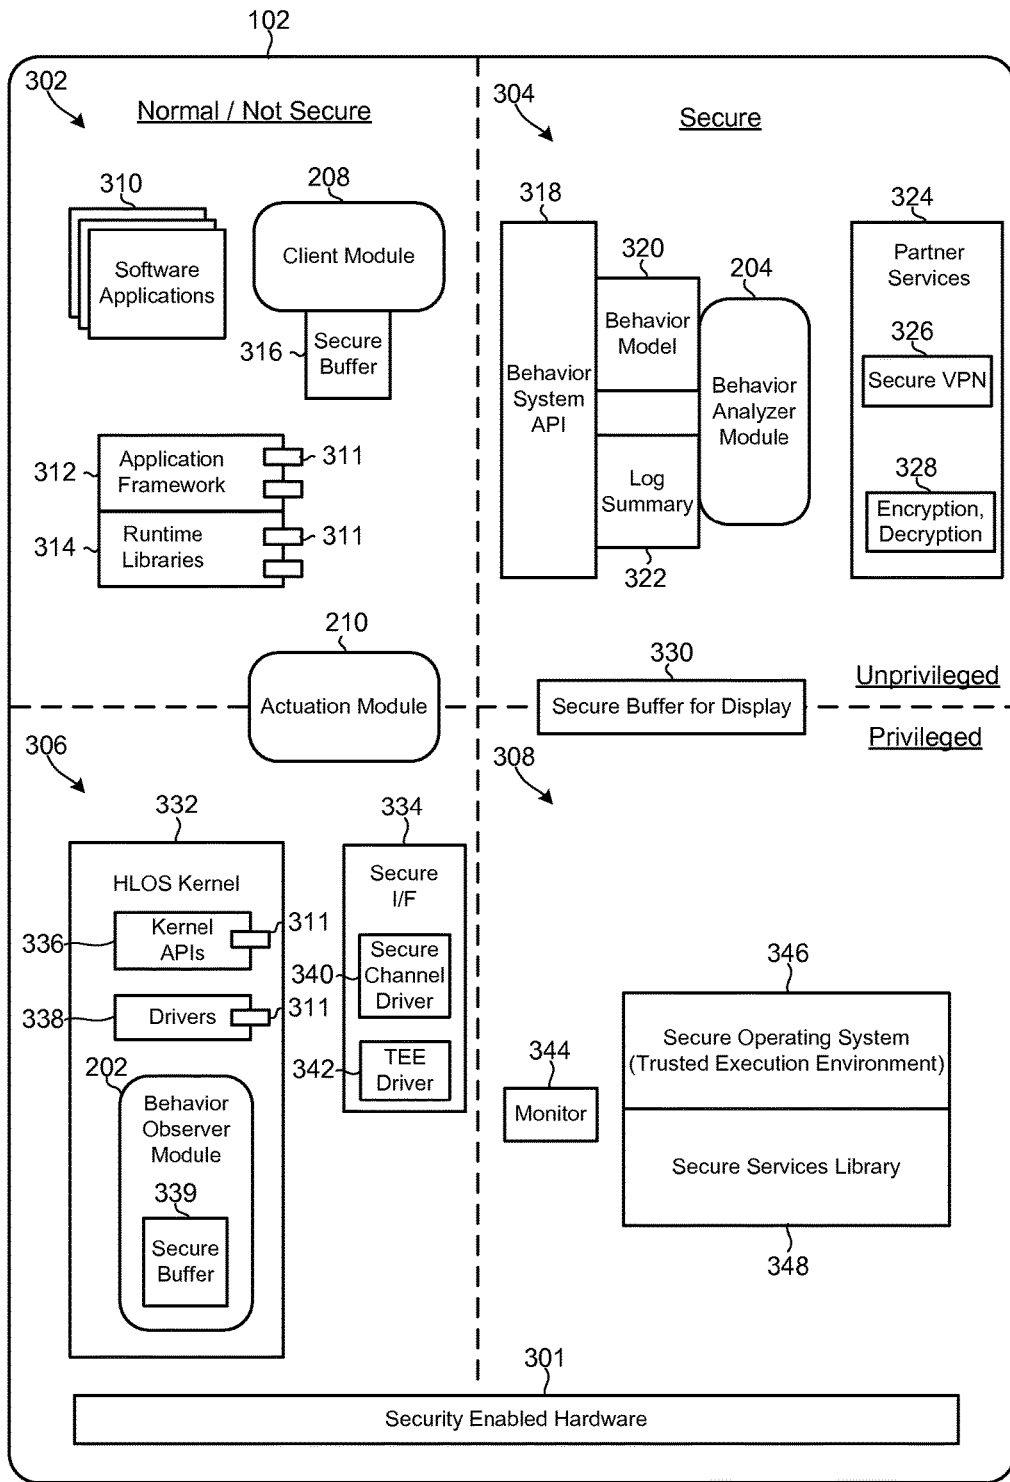 102
302
Normal / Not Secure
304
Secure
310
208
318
324
Software
Applications
Client Module
320
204
Partner
Services
316
Secure
Buffer
Behavior
Model
326
Secure VPN
Behavior
System
API
Behavior
Analyzer
Module
312
Application
Framework
311
328
314
Runtime
Libraries
311
Log
Summary
Encryption,
Decryption
322
210
330
Unprivileged
Actuation Module
Secure Buffer for Display
Privileged
306
308
332
334
HLOS Kernel
Secure
I/F
336
Kernel
APIs
311
340
Secure
Channel
Driver
346
338
Drivers
311
Secure Operating System
(Trusted Execution Environment)
342
TEE
Driver
344
202
Monitor
Behavior
Observer
Module
Secure Services Library
339
Secure
Buffer
348
301
Security Enabled Hardware